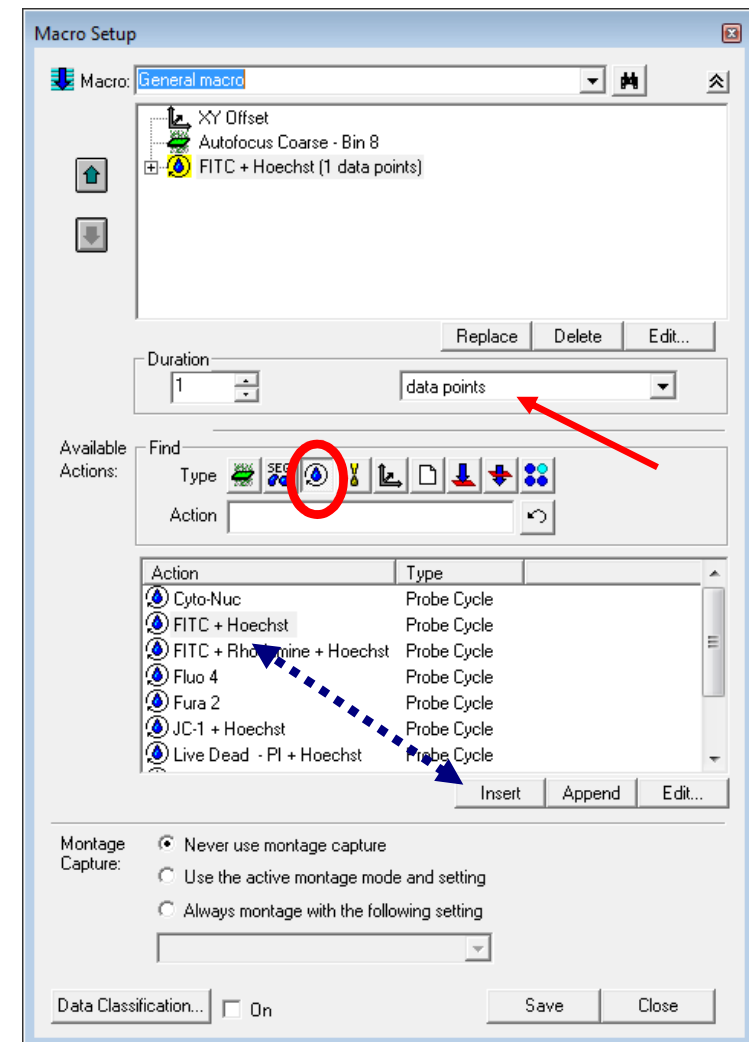 Macro Setup
Macro: General macro
XY Offset
Autofocus Coarse - Bin 8
FITC + Hoechst (1 data points)
Replace Delete Edit...
Duration
1 data points
Available Actions:
Find
Type SEG
Action
Action Type
Cyto-Nuc Probe Cycle
FITC + Hoechst Probe Cycle
FITC + Rhodamine + Hoechst Probe Cycle
Fluo 4 Probe Cycle
Fura 2 Probe Cycle
JC-1 + Hoechst Probe Cycle
Live Dead - PI + Hoechst Probe Cycle
Insert Append Edit...
Montage Capture:
Never use montage capture
Use the active montage mode and setting
Always montage with the following setting
Data Classification... On Save Close